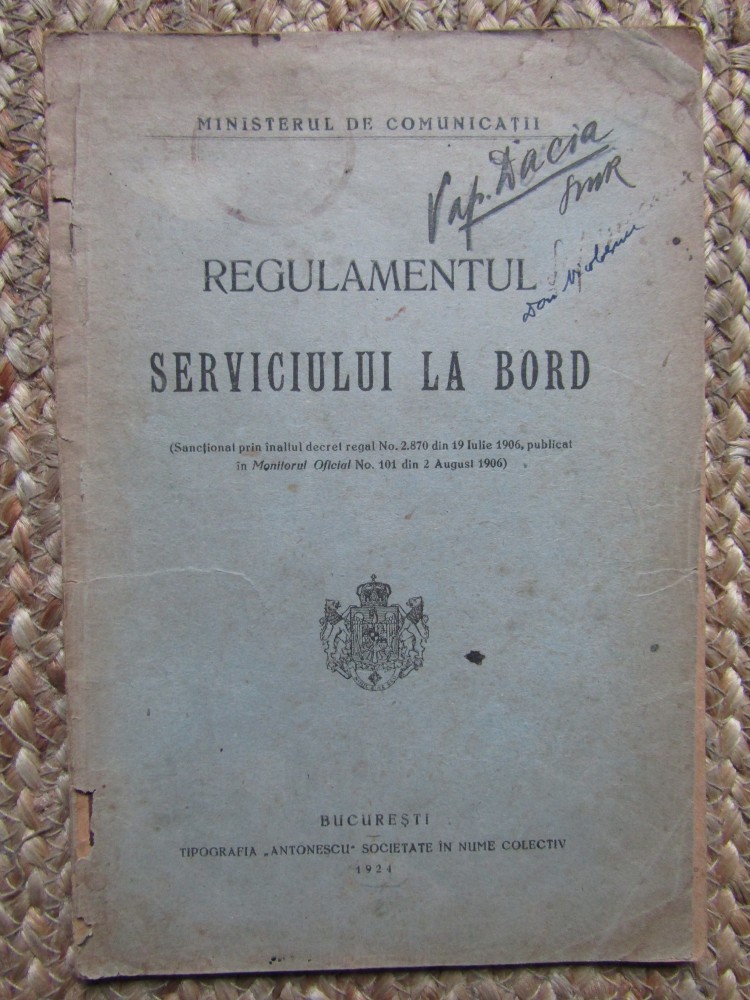 MINISTERUL DE COMUNICAȚII
Vap. Dacia
REGULAMENTUL
SERVICIULUI LA BORD
(Sancționat prin înaltul decret regal No. 2.870 din 19 Iulie 1906, publicat
în Monitorul Oficial No. 101 din 2 August 1906)
BUCUREȘTI
TIPOGRAFIA „ANTONESCU“ SOCIETATE ÎN NUME COLECTIV
1924